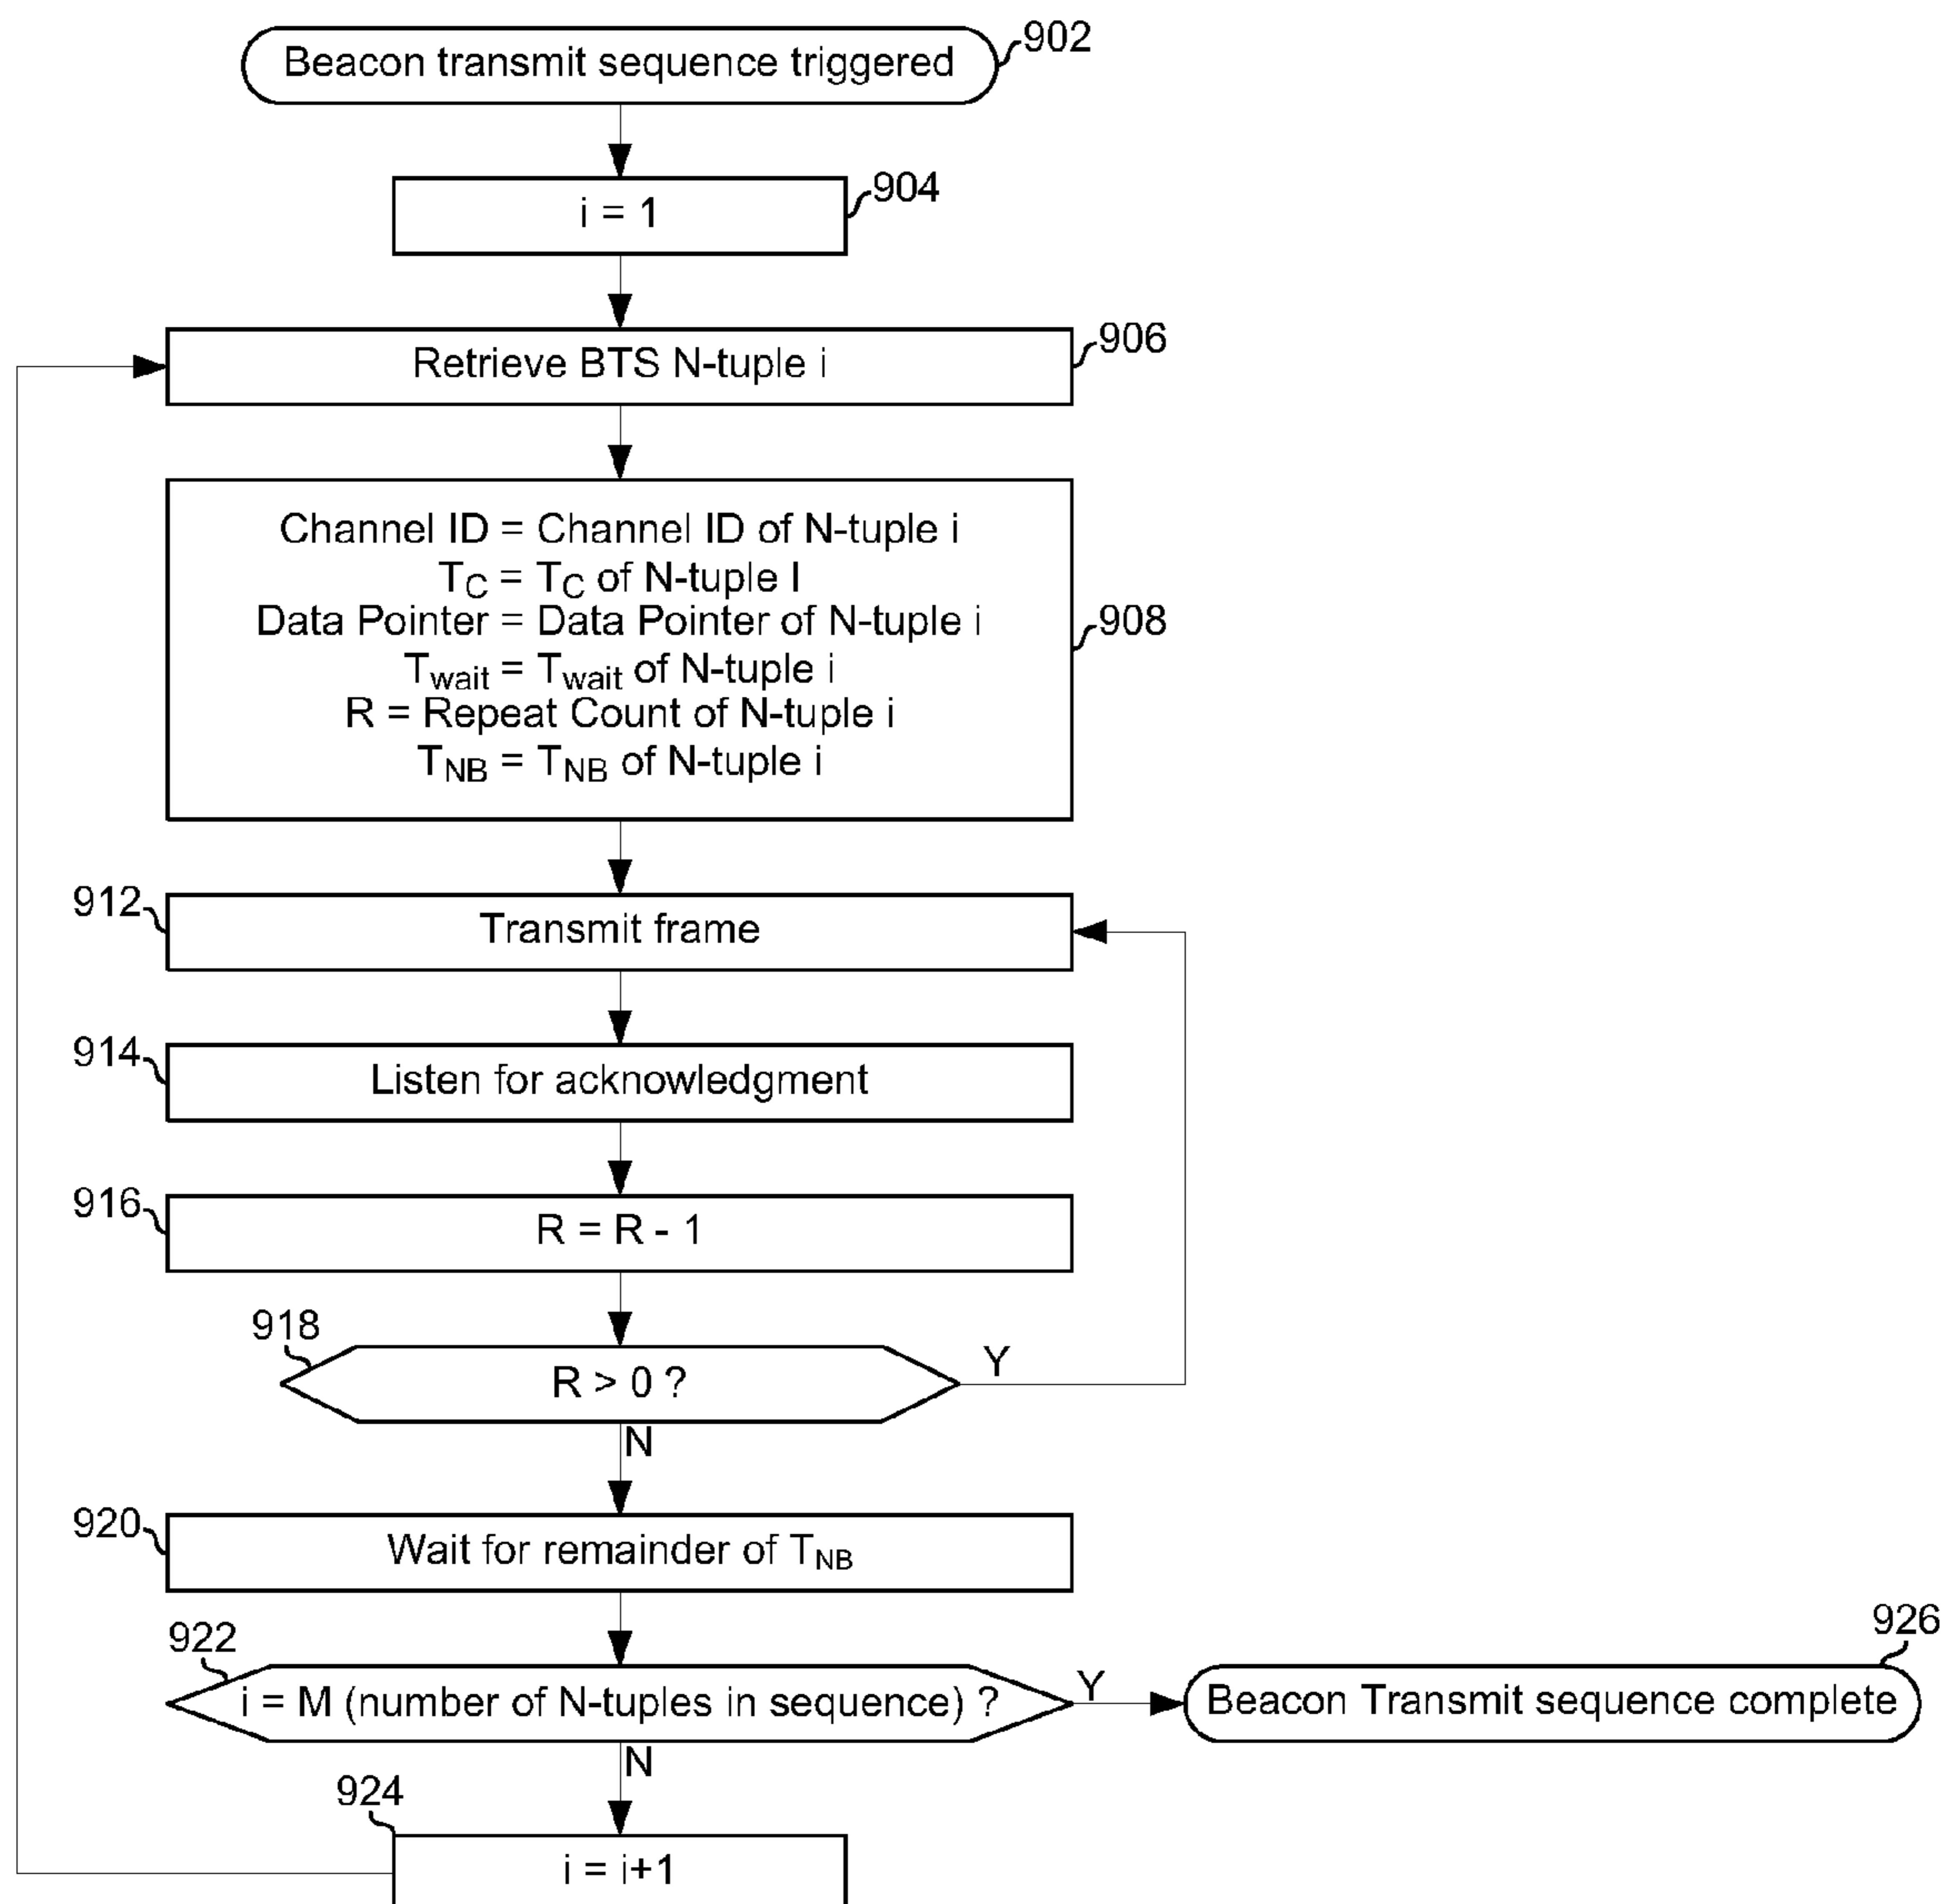 Beacon transmit sequence triggered
902
i = 1
904
Retrieve BTS N-tuple i
906
Channel ID = Channel ID of N-tuple i
TC = TC of N-tuple I
Data Pointer = Data Pointer of N-tuple i
Twait = Twait of N-tuple i
R = Repeat Count of N-tuple i
TNB = TNB of N-tuple i
908
912
Transmit frame
914
Listen for acknowledgment
916
R = R - 1
918
R > 0 ?
Y
N
920
Wait for remainder of TNB
922
i = M (number of N-tuples in sequence) ?
Y
926
Beacon Transmit sequence complete
N
924
i = i+1